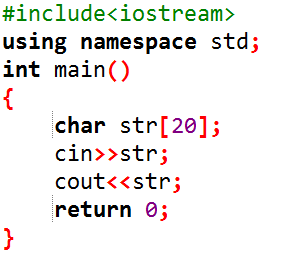 #include<iostream>
using namespace std;
int main()
{
    char str[20];
    cin>>str;
    cout<<str;
    return 0;
}